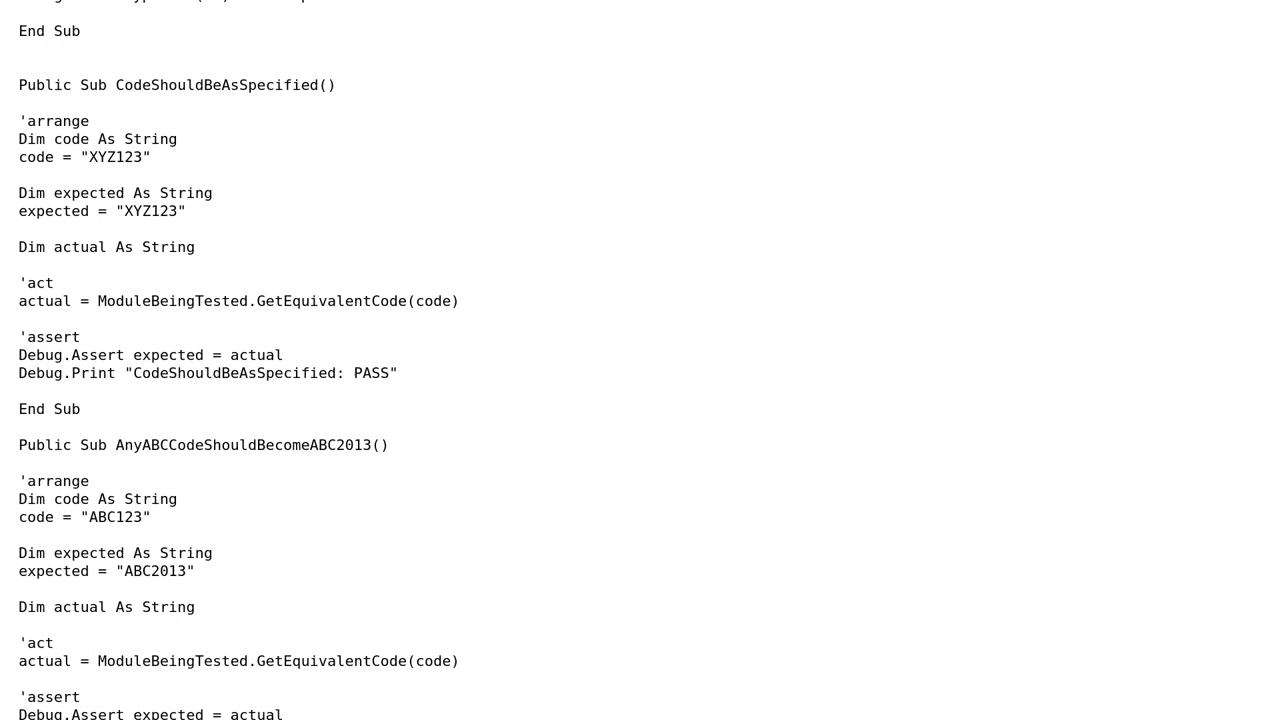 End Sub
Public Sub CodeShouldBeAsSpecified()
'arrange
Dim code As String
code = "XYZ123"
Dim expected As String
expected = "XYZ123"
Dim actual As String
'act
actual = ModuleBeingTested.GetEquivalentCode(code)
'assert
Debug.Assert expected = actual
Debug.Print "CodeShouldBeAsSpecified: PASS"
End Sub
Public Sub AnyABCCodeShouldBecomeABC2013()
'arrange
Dim code As String
code = "ABC123"
Dim expected As String
expected = "ABC2013"
Dim actual As String
'act
actual = ModuleBeingTested.GetEquivalentCode(code)
'assert
Debug.Assert expected = actual